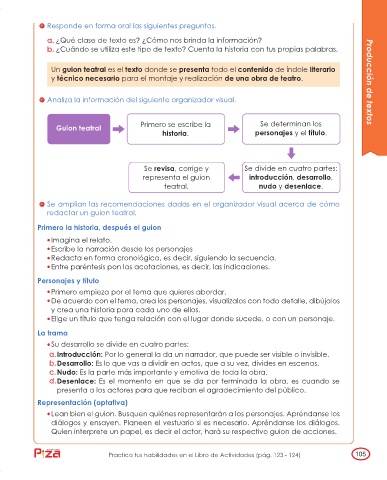 Responde en forma oral las siguientes preguntas.
a. ¿Qué clase de texto es? ¿Cómo nos brinda la información?
b. ¿Cuándo se utiliza este tipo de texto? Cuenta la historia con tus propias palabras.
Un guion teatral es el texto donde se presenta todo el contenido de índole literario
y técnico necesario para el montaje y realización de una obra de teatro.
Analiza la información del siguiente organizador visual.
Guion teatral
Primero se escribe la
historia.
Se determinan los
personajes y el título.
Se divide en cuatro partes:
introducción, desarrollo,
nudo y desenlace.
Se revisa, corrige y
representa el guion
teatral.
Se amplían las recomendaciones dadas en el organizador visual acerca de cómo
redactar un guion teatral.
Primero la historia, después el guion
•Imagina el relato.
•Escribe la narración desde los personajes
•Redacta en forma cronológica, es decir, siguiendo la secuencia.
•Entre paréntesis pon las acotaciones, es decir, las indicaciones.
Personajes y título
•Primero empieza por el tema que quieres abordar.
•De acuerdo con el tema, crea los personajes, visualízalos con todo detalle, dibújalos
y crea una historia para cada uno de ellos.
•Elige un título que tenga relación con el lugar donde sucede, o con un personaje.
La trama
•Su desarrollo se divide en cuatro partes:
a. Introducción: Por lo general la da un narrador, que puede ser visible o invisible.
b. Desarrollo: Es lo que vas a dividir en actos, que a su vez, divides en escenas.
c. Nudo: Es la parte más importante y emotiva de toda la obra.
d. Desenlace: Es el momento en que se da por terminada la obra, es cuando se
presenta a los actores para que reciban el agradecimiento del público.
Representación (optativa)
•Lean bien el guion. Busquen quiénes representarán a los personajes. Apréndanse los
diálogos y ensayen. Planeen el vestuario si es necesario. Apréndanse los diálogos.
Quien interprete un papel, es decir el actor, hará su respectivo guion de acciones.
Producción de textos
Practica tus habilidades en el Libro de Actividades (pág. 123 - 124)
105